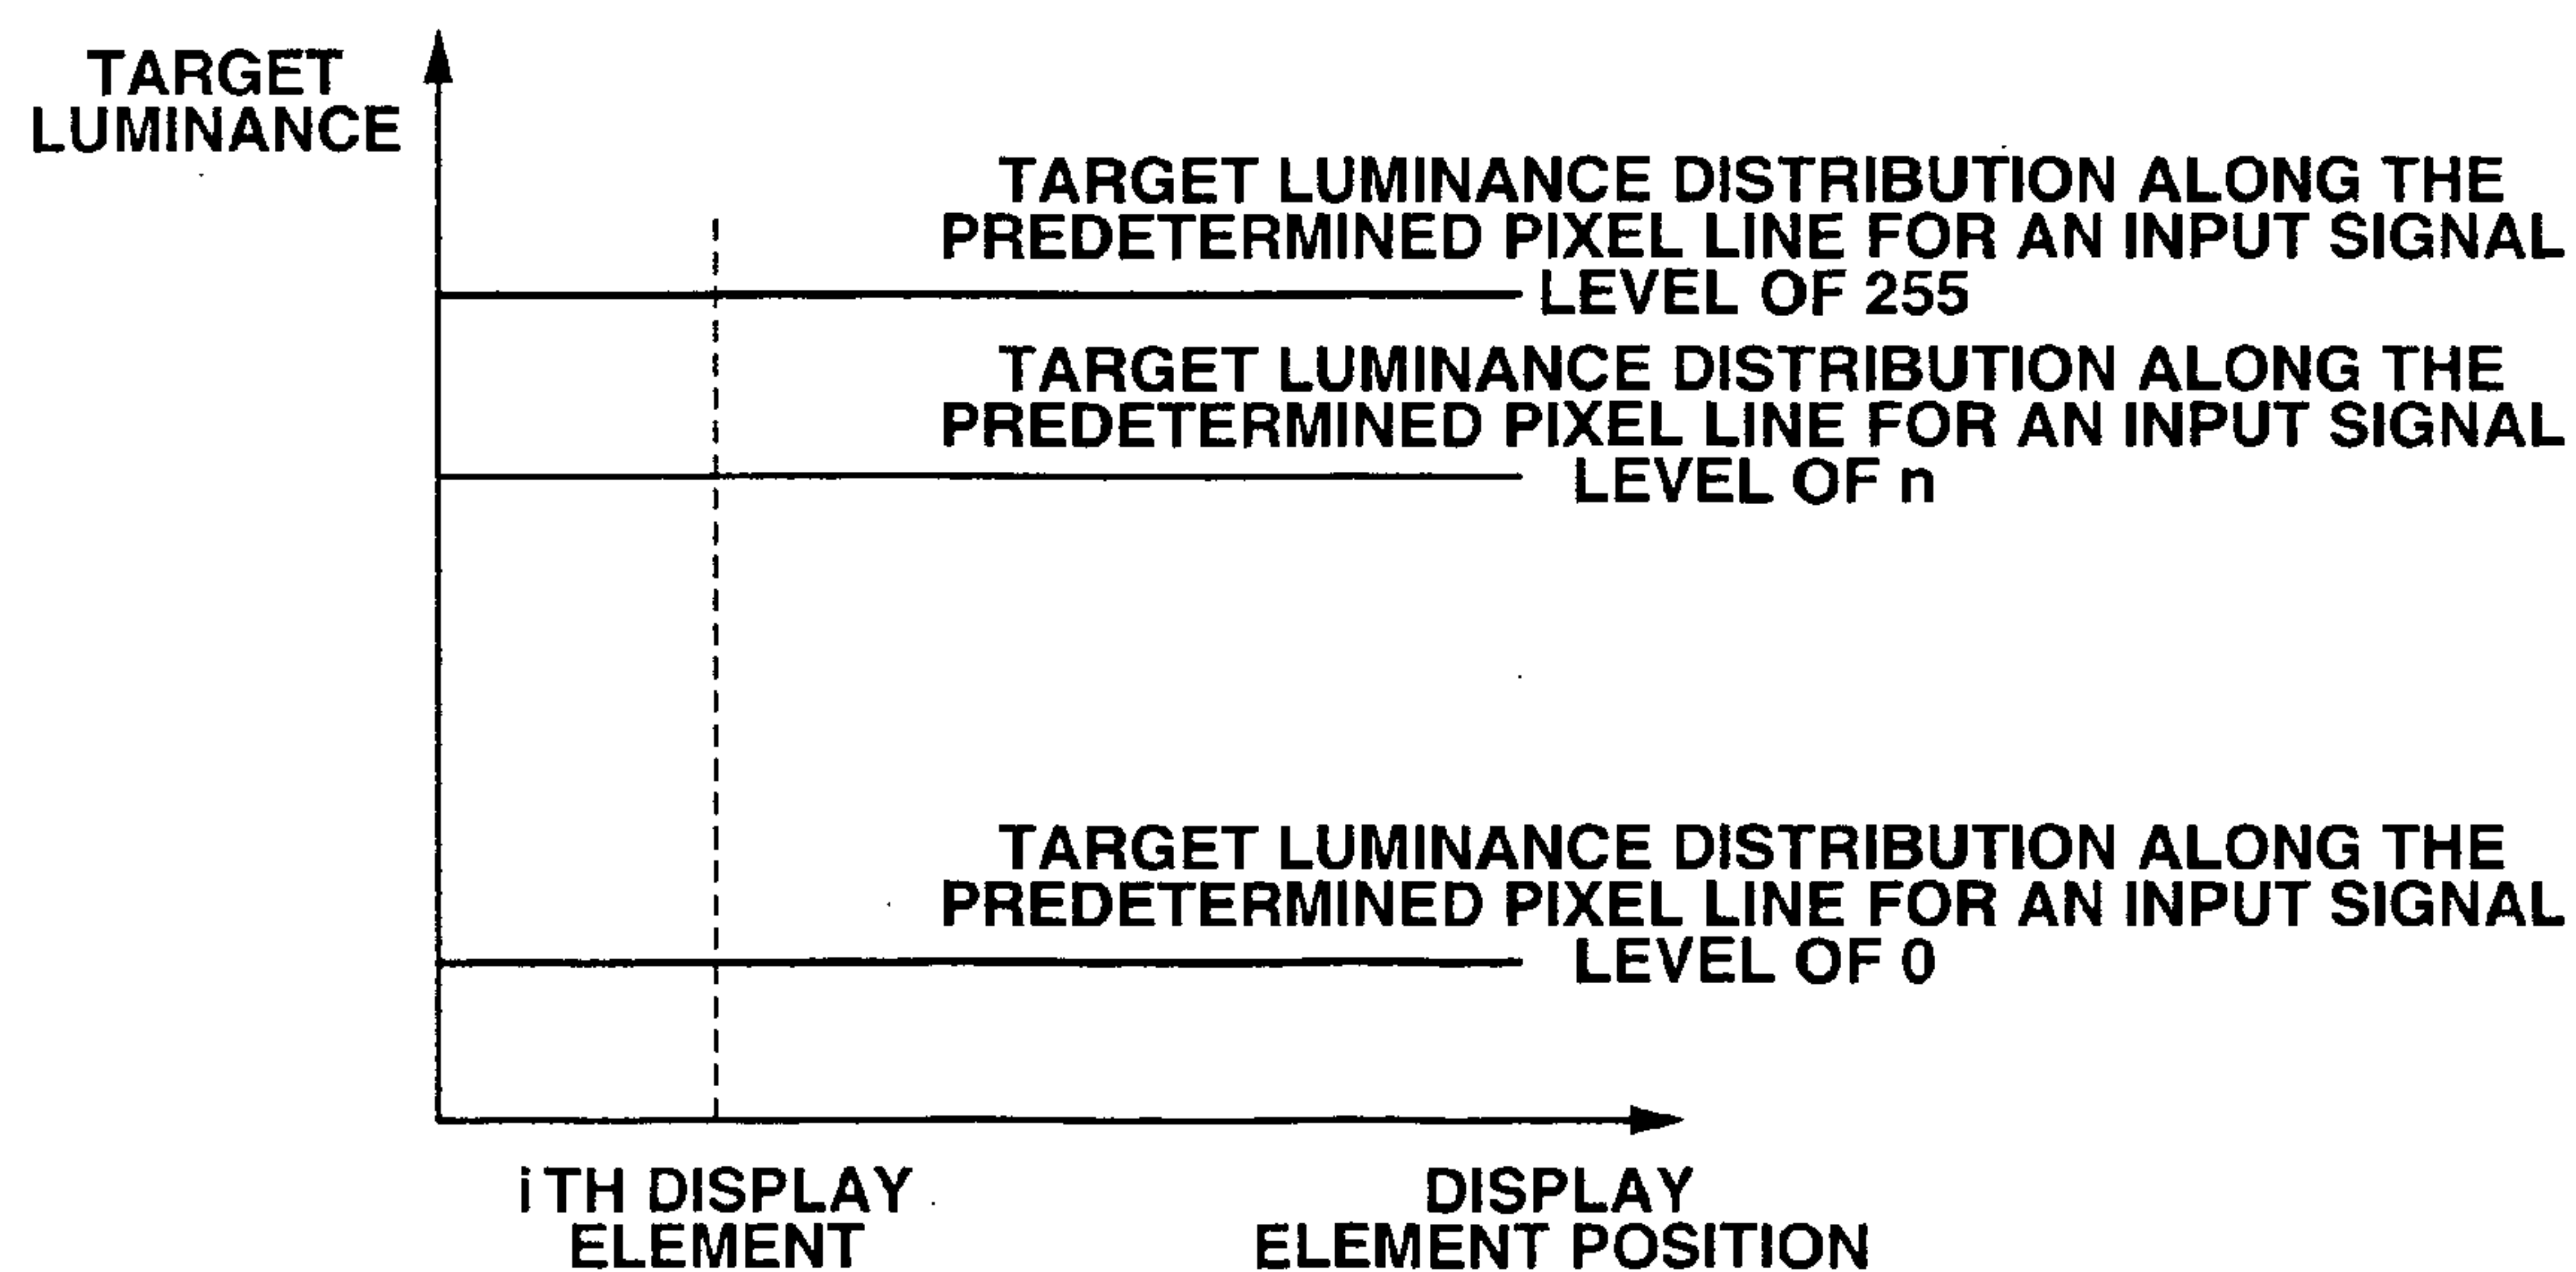 TARGET
LUMINANCE
TARGET LUMINANCE DISTRIBUTION ALONG THE
PREDETERMINED PIXEL LINE FOR AN INPUT SIGNAL
LEVEL OF 255
TARGET LUMINANCE DISTRIBUTION ALONG THE
PREDETERMINED PIXEL LINE FOR AN INPUT SIGNAL
LEVEL OF n
TARGET LUMINANCE DISTRIBUTION ALONG THE
PREDETERMINED PIXEL LINE FOR AN INPUT SIGNAL
LEVEL OF 0
i TH DISPLAY
ELEMENT
DISPLAY
ELEMENT POSITION